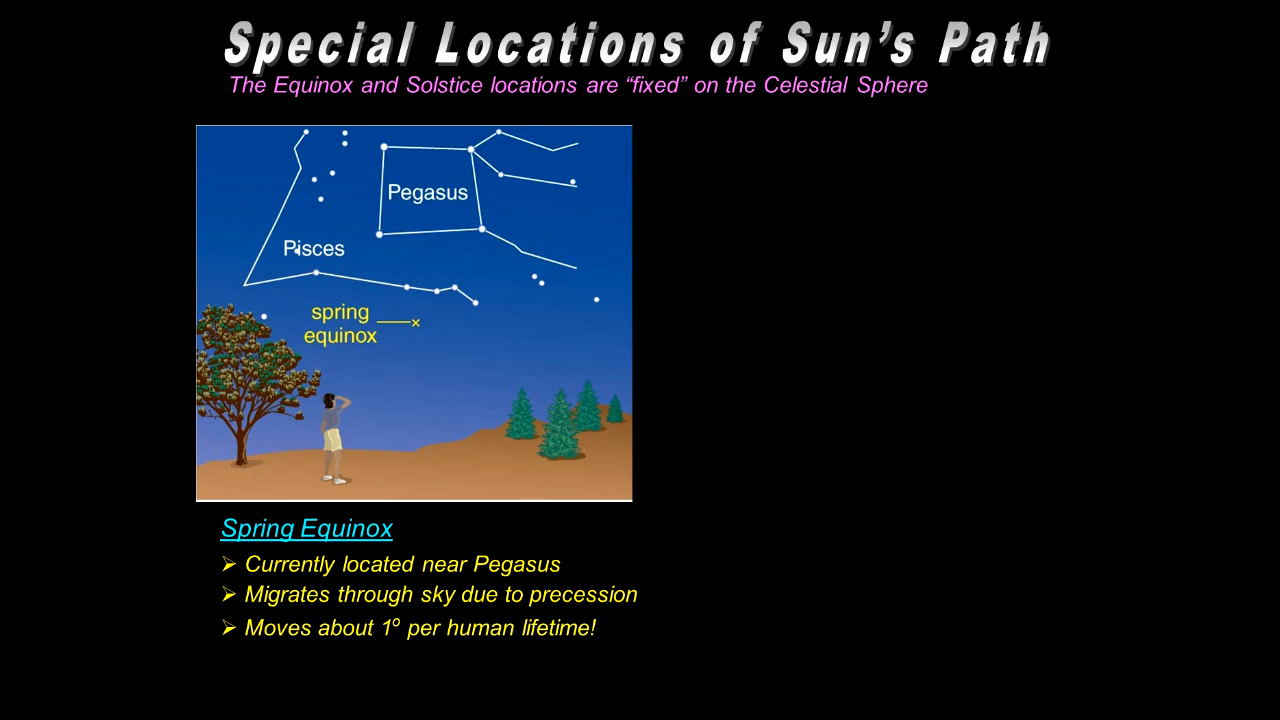 Special Locations of Sun’s Path
The Equinox and Solstice locations are “fixed” on the Celestial Sphere
Pegasus
Pisces
spring
equinox
Spring Equinox
➢ Currently located near Pegasus
➢ Migrates through sky due to precession
➢ Moves about 1º per human lifetime!